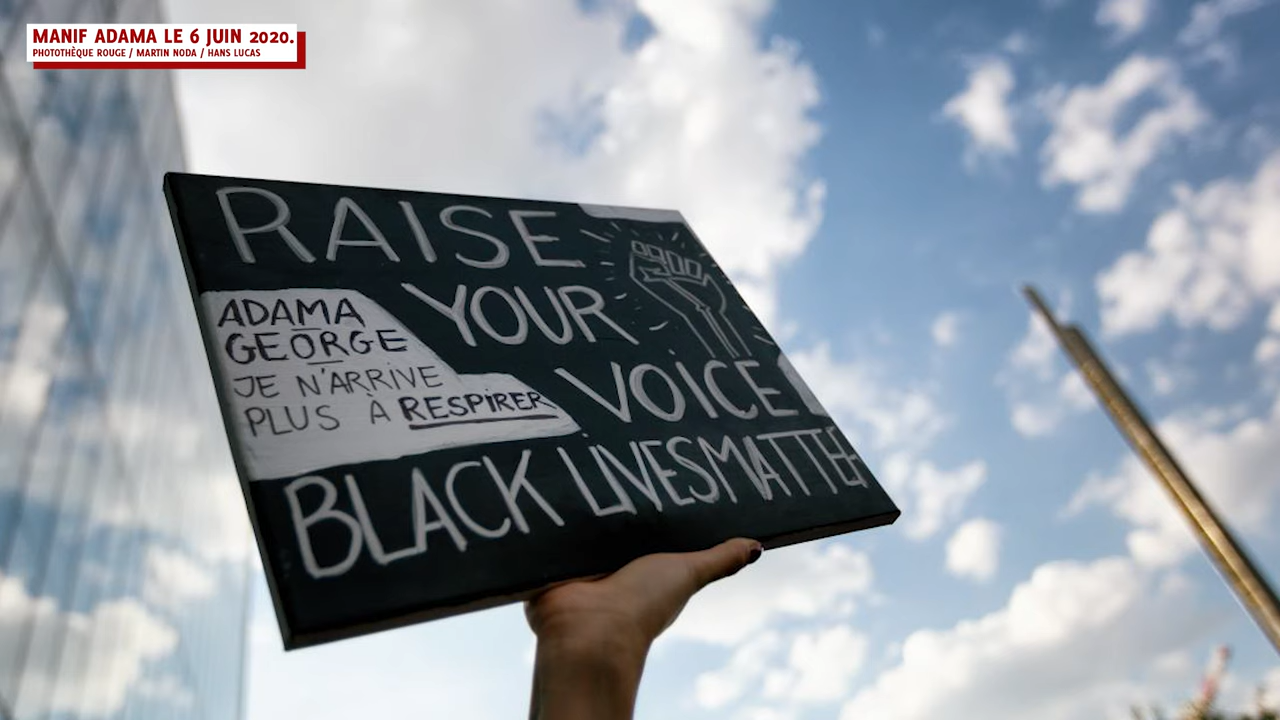 MANIF ADAMA LE 6 JUIN 2020.
PHOTOTHÈQUE ROUGE / MARTIN NODA / HANS LUCAS
RAISE
YOUR
VOICE
ADAMA
GEORGE
JE N'ARRIVE
PLUS À RESPIRER
BLACK LIVES MATTER